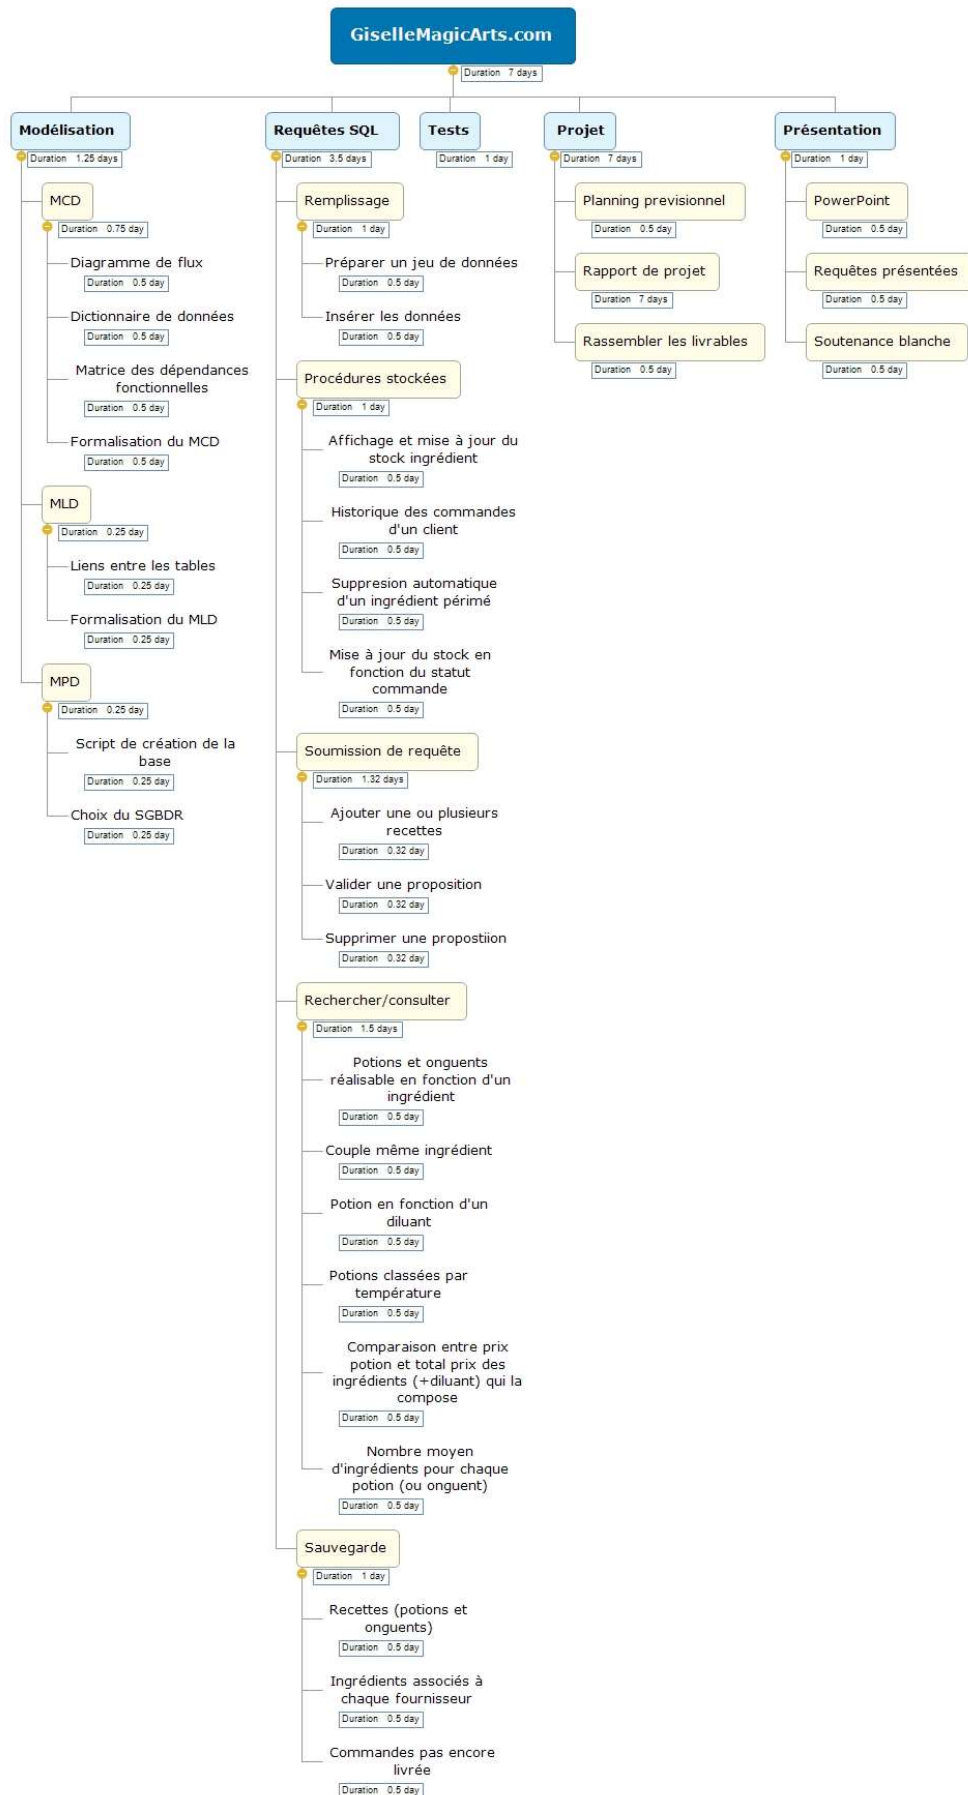 GiselleMagicArts.com
Duration 7 days
Modélisation
Duration 1.25 days
MCD
Duration 0.75 day
Diagramme de flux
Duration 0.5 day
Dictionnaire de données
Duration 0.5 day
Matrice des dépendances
fonctionnelles
Duration 0.5 day
Formalisation du MCD
Duration 0.5 day
MLD
Duration 0.25 day
Liens entre les tables
Duration 0.25 day
Formalisation du MLD
Duration 0.25 day
MPD
Duration 0.25 day
Script de création de la
base
Duration 0.25 day
Choix du SGBDR
Duration 0.25 day
Requêtes SQL
Duration 3.5 days
Remplissage
Duration 1 day
Préparer un jeu de données
Duration 0.5 day
Insérer les données
Duration 0.5 day
Procédures stockées
Duration 1 day
Affichage et mise à jour du
stock ingrédient
Duration 0.5 day
Historique des commandes
d'un client
Duration 0.5 day
Suppresion automatique
d'un ingrédient périmé
Duration 0.5 day
Mise à jour du stock en
fonction du statut
commande
Duration 0.5 day
Soumission de requête
Duration 1.32 days
Ajouter une ou plusieurs
recettes
Duration 0.32 day
Valider une proposition
Duration 0.32 day
Supprimer une propostiion
Duration 0.32 day
Rechercher/consulter
Duration 1.5 days
Potions et onguents
réalisable en fonction d'un
ingrédient
Duration 0.5 day
Couple même ingrédient
Duration 0.5 day
Potion en fonction d'un
diluant
Duration 0.5 day
Potions classées par
température
Duration 0.5 day
Comparaison entre prix
potion et total prix des
ingrédients (+diluant) qui la
compose
Duration 0.5 day
Nombre moyen
d'ingrédients pour chaque
potion (ou onguent)
Duration 0.5 day
Sauvegarde
Duration 1 day
Recettes (potions et
onguents)
Duration 0.5 day
Ingrédients associés à
chaque fournisseur
Duration 0.5 day
Commandes pas encore
livrée
Duration 0.5 day
Tests
Duration 1 day
Projet
Duration 7 days
Planning previsionnel
Duration 0.5 day
Rapport de projet
Duration 7 days
Rassembler les livrables
Duration 0.5 day
Présentation
Duration 1 day
PowerPoint
Duration 0.5 day
Requêtes présentées
Duration 0.5 day
Soutenance blanche
Duration 0.5 day